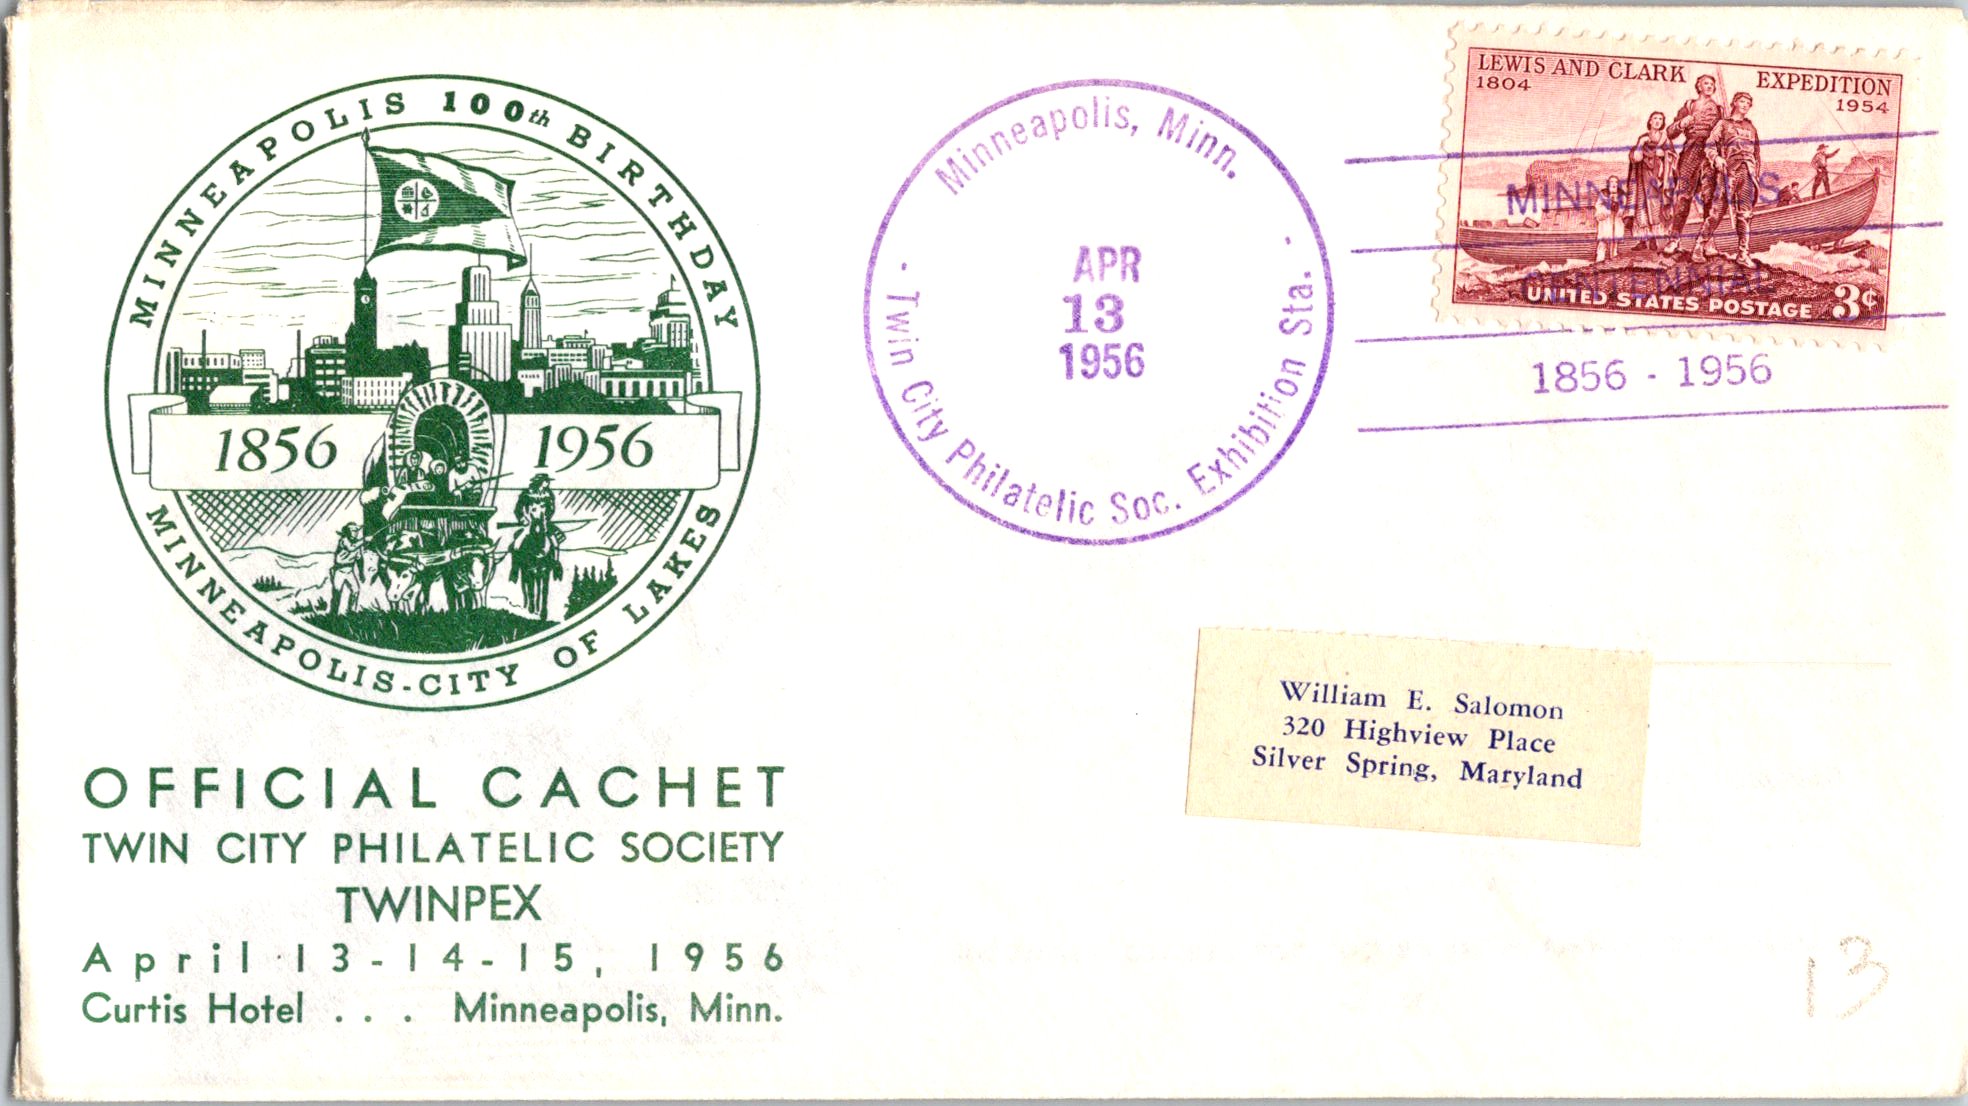 MINNEAPOLIS 100th BIRTHDAY
1856 1956
MINNEAPOLIS-CITY OF LAKES
OFFICIAL CACHET
TWIN CITY PHILATELIC SOCIETY
TWINPEX
April 13-14-15, 1956
Curtis Hotel . . . Minneapolis, Minn.
Minneapolis, Minn.
APR
13
1956
- Twin City Philatelic Soc. Exhibition Sta. -
LEWIS AND CLARK EXPEDITION
1804 1954
MINNEAPOLIS
CENTENNIAL
UNITED STATES POSTAGE 3¢
1856 - 1956
William E. Salomon
320 Highview Place
Silver Spring, Maryland
13